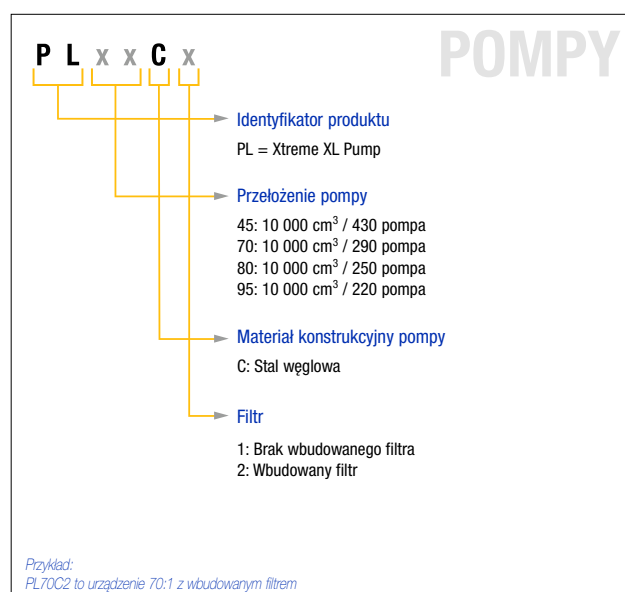 POMPY
P L x x C x
Identyfikator produktu
PL = Xtreme XL Pump
Przełożenie pompy
45: 10 000 cm³ / 430 pompa
70: 10 000 cm³ / 290 pompa
80: 10 000 cm³ / 250 pompa
95: 10 000 cm³ / 220 pompa
Materiał konstrukcyjny pompy
C: Stal węglowa
Filtr
1: Brak wbudowanego filtra
2: Wbudowany filtr
Przykład:
PL70C2 to urządzenie 70:1 z wbudowanym filtrem